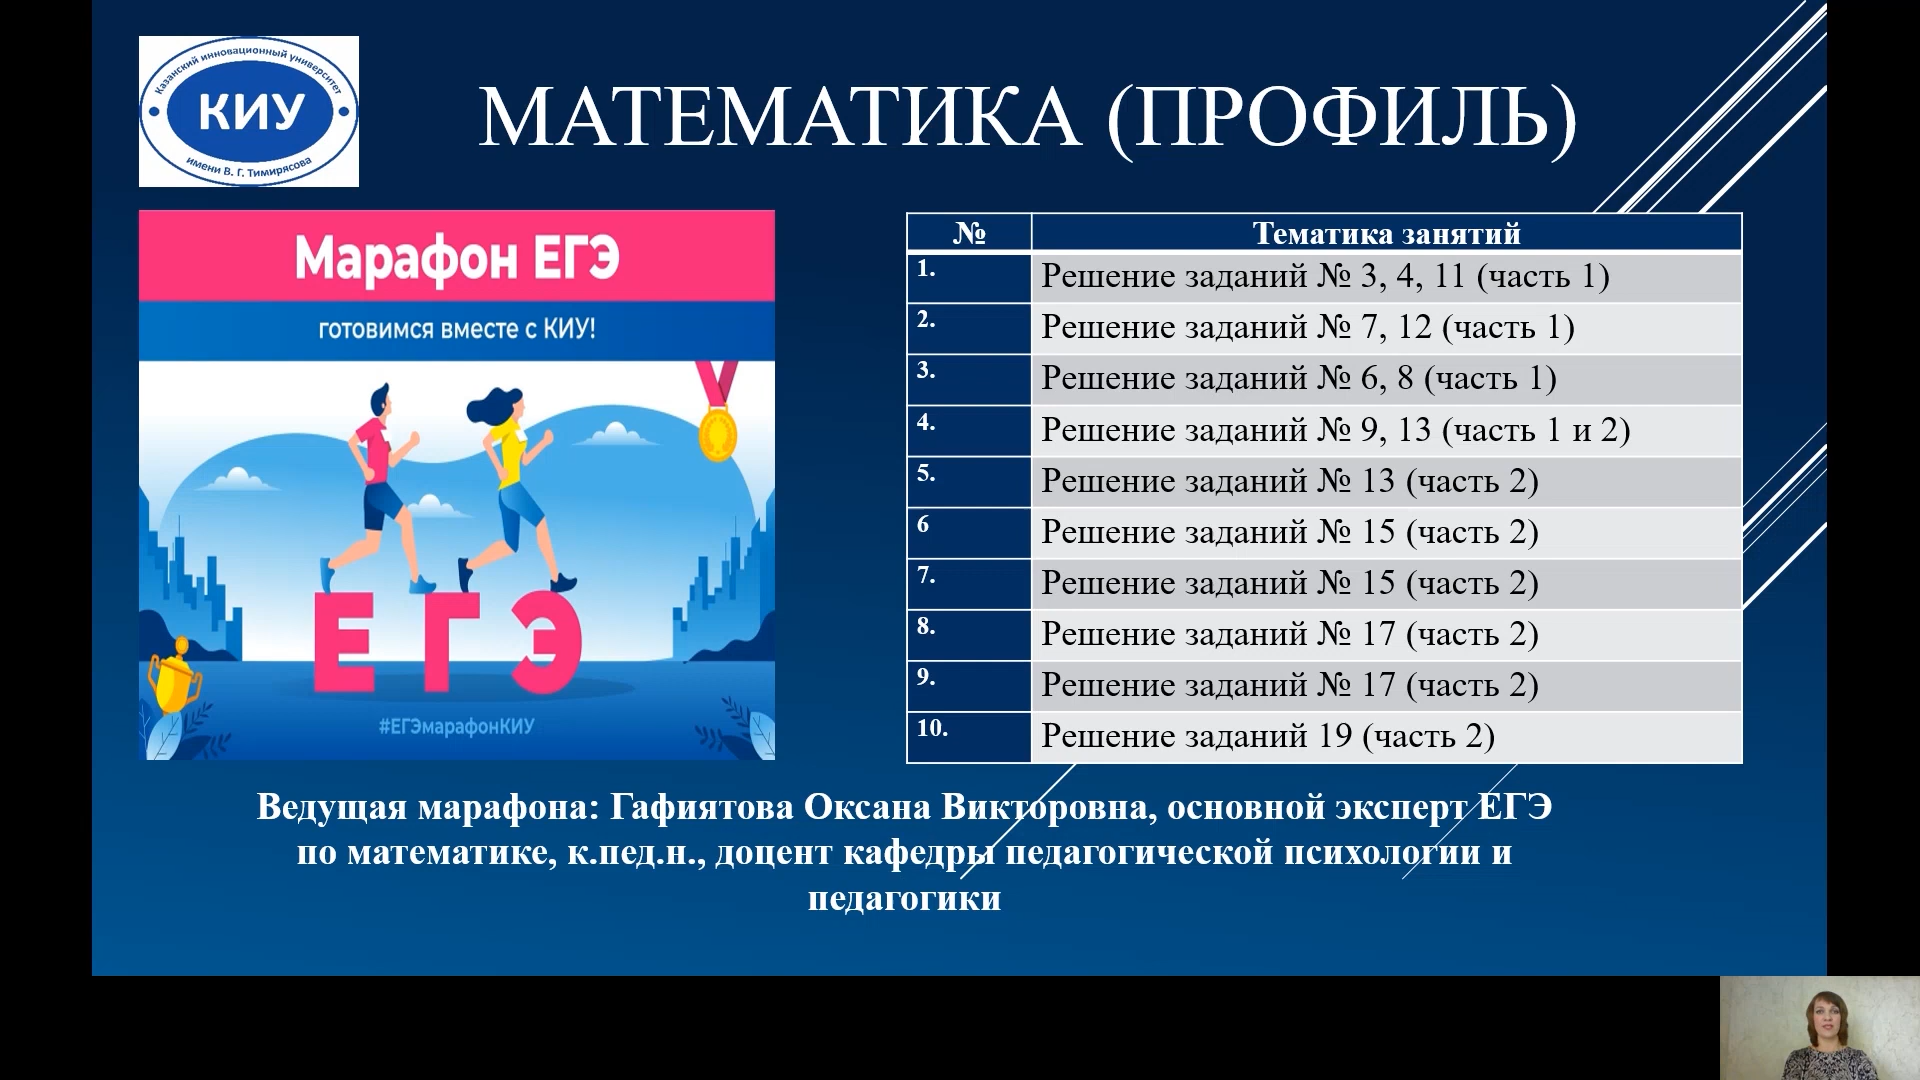 Казанский инновационный университет
КИУ
имени В. Г. Тимирясова
МАТЕМАТИКА (ПРОФИЛЬ)
Марафон ЕГЭ
готовимся вместе с КИУ!
ЕГЭ
#ЕГЭмарафонКИУ
№ Тематика занятий
1. Решение заданий № 3, 4, 11 (часть 1)
2. Решение заданий № 7, 12 (часть 1)
3. Решение заданий № 6, 8 (часть 1)
4. Решение заданий № 9, 13 (часть 1 и 2)
5. Решение заданий № 13 (часть 2)
6 Решение заданий № 15 (часть 2)
7. Решение заданий № 15 (часть 2)
8. Решение заданий № 17 (часть 2)
9. Решение заданий № 17 (часть 2)
10. Решение заданий 19 (часть 2)
Ведущая марафона: Гафиятова Оксана Викторовна, основной эксперт ЕГЭ
по математике, к.пед.н., доцент кафедры педагогической психологии и
педагогики